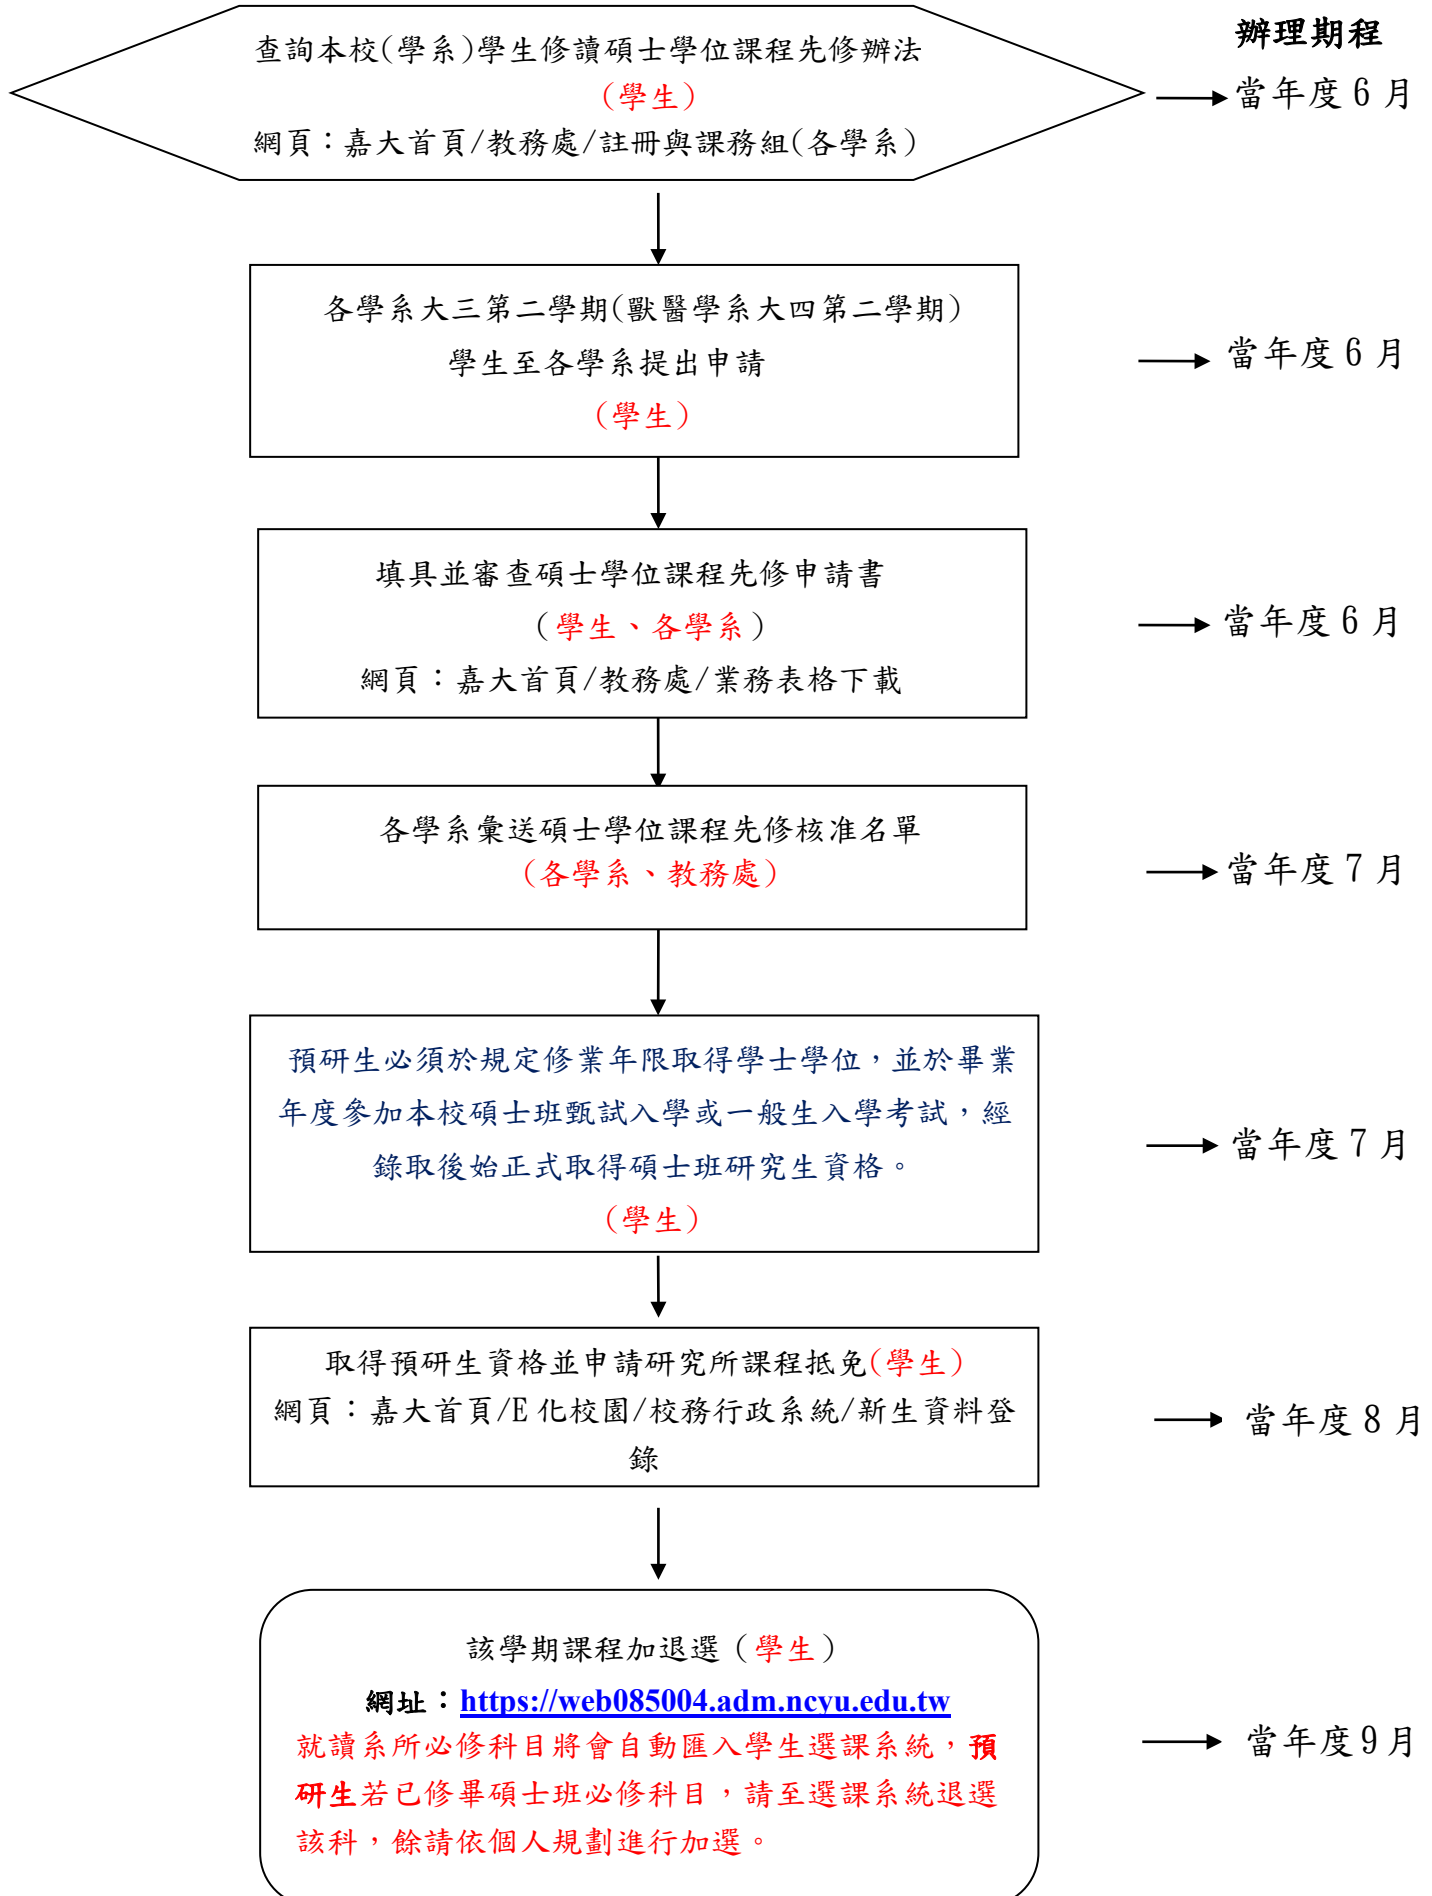 辦理期程
查詢本校(學系)學生修讀碩士學位課程先修辦法
(學生)
網頁：嘉大首頁/教務處/註冊與課務組(各學系)
當年度 6 月
各學系大三第二學期(獸醫學系大四第二學期)
學生至各學系提出申請
(學生)
當年度 6 月
填具並審查碩士學位課程先修申請書
(學生、各學系)
網頁：嘉大首頁/教務處/業務表格下載
當年度 6 月
各學系彙送碩士學位課程先修核准名單
(各學系、教務處)
當年度 7 月
預研生必須於規定修業年限取得學士學位，並於畢業
年度參加本校碩士班甄試入學或一般生入學考試，經
錄取後始正式取得碩士班研究生資格。
(學生)
當年度 7 月
取得預研生資格並申請研究所課程抵免(學生)
網頁：嘉大首頁/E 化校園/校務行政系統/新生資料登
錄
當年度 8 月
該學期課程加退選（學生）
網址：https://web085004.adm.ncyu.edu.tw
就讀系所必修科目將會自動匯入學生選課系統，預
研生若已修畢碩士班必修科目，請至選課系統退選
該科，餘請依個人規劃進行加選。
當年度 9 月